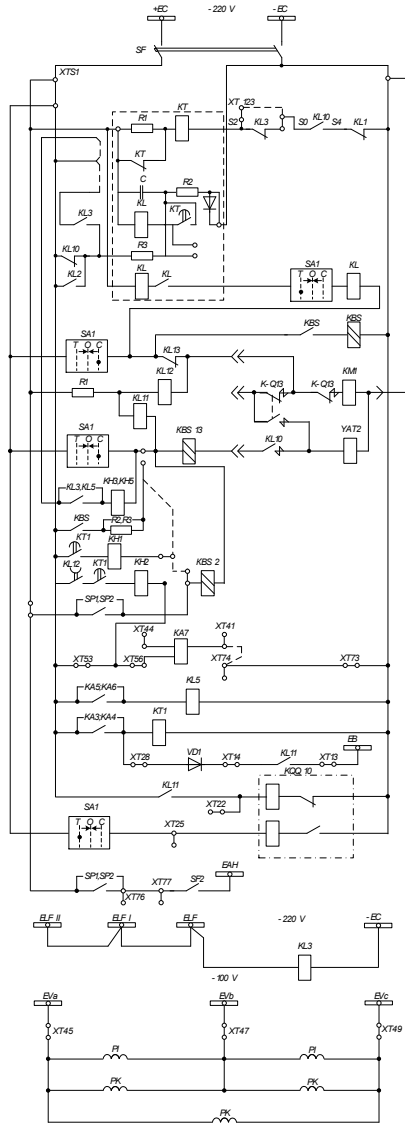 +EC - 220 V - EC
SF
XTS1
R1 KT XT_123
S2 KL3 S0 KL10 S4 KL1
KT
C R2
KL KT
KL3
KL10 R3
KL2 KL KL SA1 KL
T O C
KBS KBS
SA1
T O C KL13
KL12 K-Q13 K-Q13 KM1
R1
KL11
SA1
T O C KBS 13 KL10 YAT2
KL3,KL5 KH3,KH5
KBS R2,R3
KT1 KH1
KL12 KT1 KH2 KBS 2
SP1,SP2
XT44 KA7 XT41
XT53 XT56 XT74 XT73
KA5,KA6 KL5
KA3,KA4 KT1
EB
VD1 KL11
XT28 XT14 XT13
KQQ 10
KL11
XT22
SA1
T O C XT25
EAH
SP1,SP2 XT77 SF2
XT76
ELF II ELF I ELF - 220 V - EC
KL3
- 100 V
EVa EVb EVc
XT45 XT47 XT49
PI PI
PK PK
PK